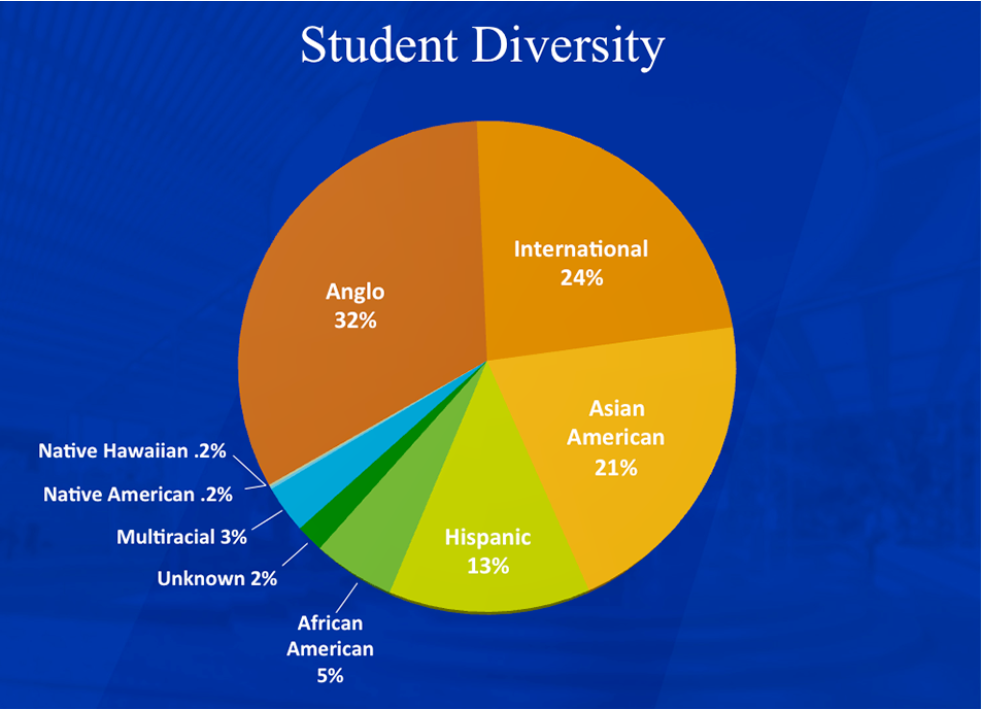 Student Diversity
International
24%
Anglo
32%
Asian
American
21%
Native Hawaiian .2%
Native American .2%
Multiracial 3%
Hispanic
13%
Unknown 2%
African
American
5%